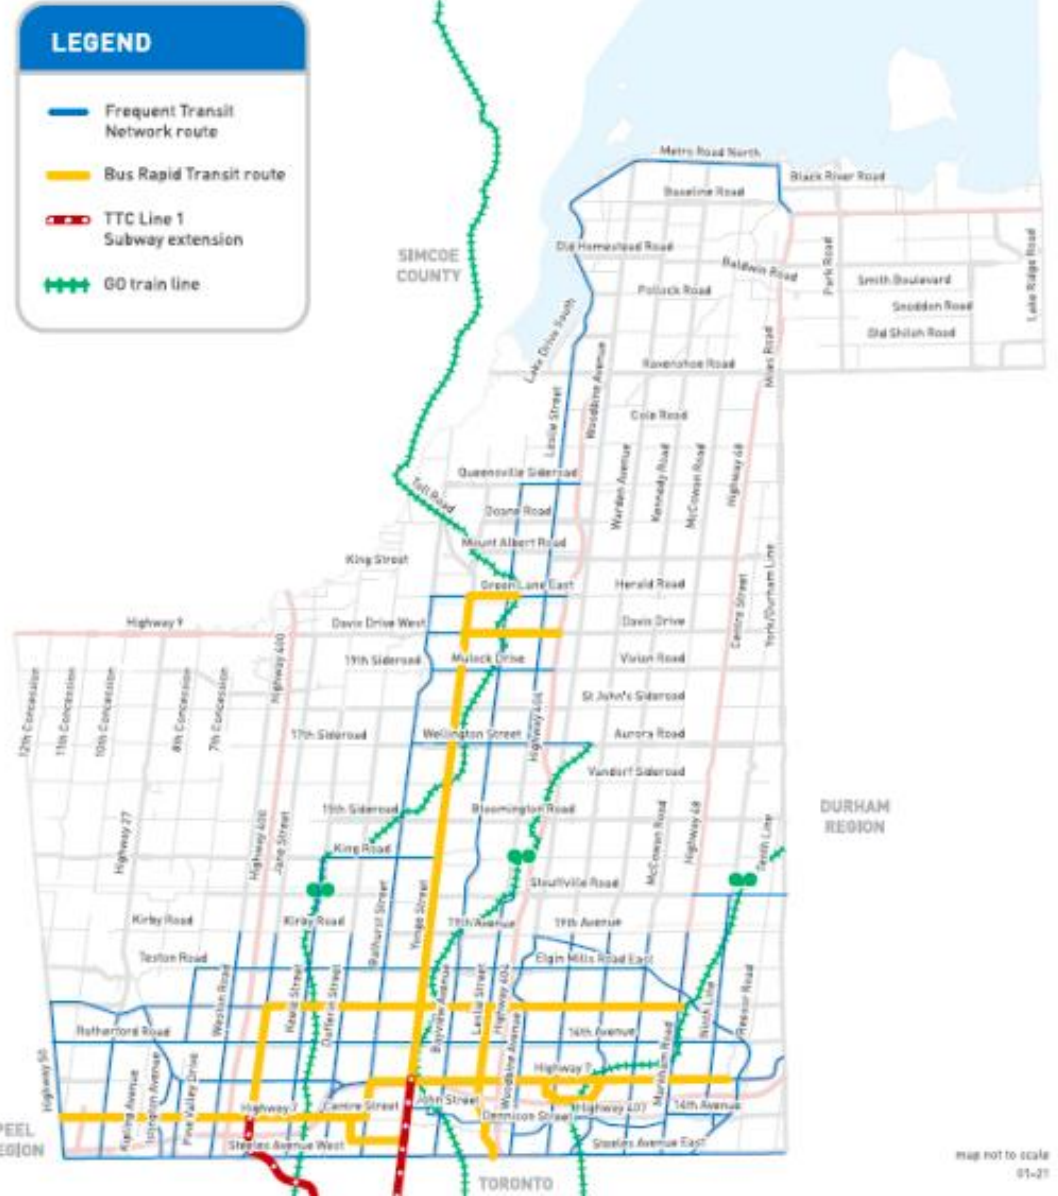 LEGEND
Frequent Transit
Network route
Bus Rapid Transit route
TTC Line 1
Subway extension
GO train line
Metro Road North
Black River Road
Baseline Road
SIMCOE
COUNTY
Old Homestead Road
Baldwin Road
Park Road
Smith Boulevard
Lake Ridge Road
Pollock Road
Snoddon Road
Lake Drive South
Old Shiloh Road
Ravenshoe Road
Woodbine Avenue
Leslie Street
Cole Road
Queensville Sideroad
Warden Avenue
Kennedy Road
McCowan Road
Highway 48
Toll Road
Doane Road
Mount Albert Road
King Street
Green Lane East
Herald Road
Centre Street
York/Durham Line
Highway 9
Davis Drive West
Davis Drive
Highway 400
19th Sideroad
Mulock Drive
Vivian Road
12th Concession
11th Concession
10th Concession
8th Concession
7th Concession
St John's Sideroad
Highway 404
17th Sideroad
Wellington Street
Aurora Road
Vandorf Sideroad
15th Sideroad
Bloomington Road
DURHAM
REGION
Highway 27
Highway 400
Jane Street
McCowan Road
Highway 48
Tenth Line
King Road
Stouffville Road
Bathurst Street
Yonge Street
Kirby Road
Kirby Road
19th Avenue
19th Avenue
Teston Road
Elgin Mills Road East
Weston Road
Keele Street
Dufferin Street
Bayview Avenue
Leslie Street
Highway 404
Woodbine Avenue
Ninth Line
Reesor Road
Rutherford Road
16th Avenue
Markham Road
Highway 50
Kipling Avenue
Islington Avenue
Pine Valley Drive
Highway 7
Highway 7
Centre Street
John Street
Highway 407
14th Avenue
Denison Street
PEEL
REGION
Steeles Avenue West
Steeles Avenue East
TORONTO
map not to scale
01-21